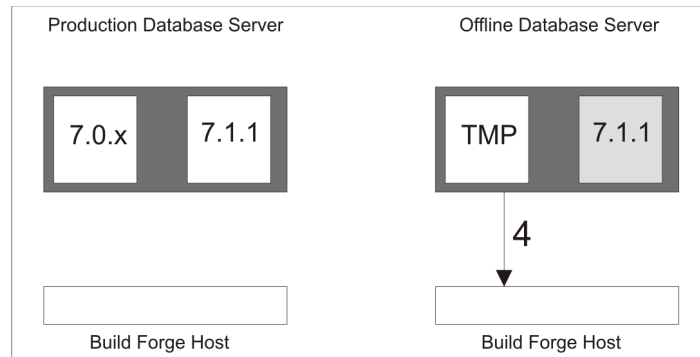 Production Database Server
Offline Database Server
7.0.x
7.1.1
TMP
7.1.1
4
Build Forge Host
Build Forge Host